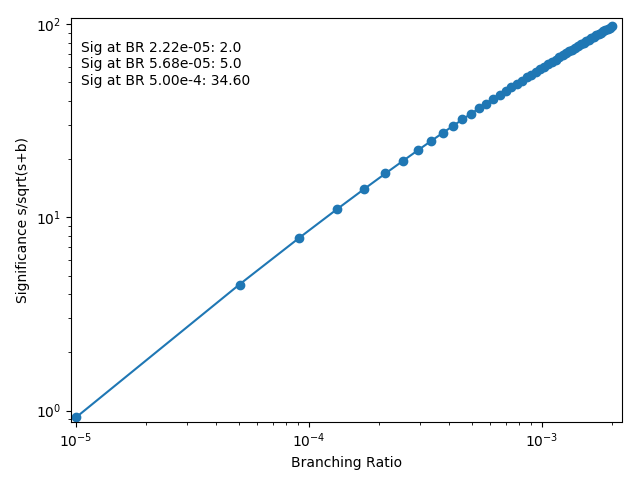 10²
Sig at BR 2.22e-05: 2.0
Sig at BR 5.68e-05: 5.0
Sig at BR 5.00e-4: 34.60
Significance s/sqrt(s+b)
10¹
10⁰
10⁻⁵
10⁻⁴
10⁻³
Branching Ratio